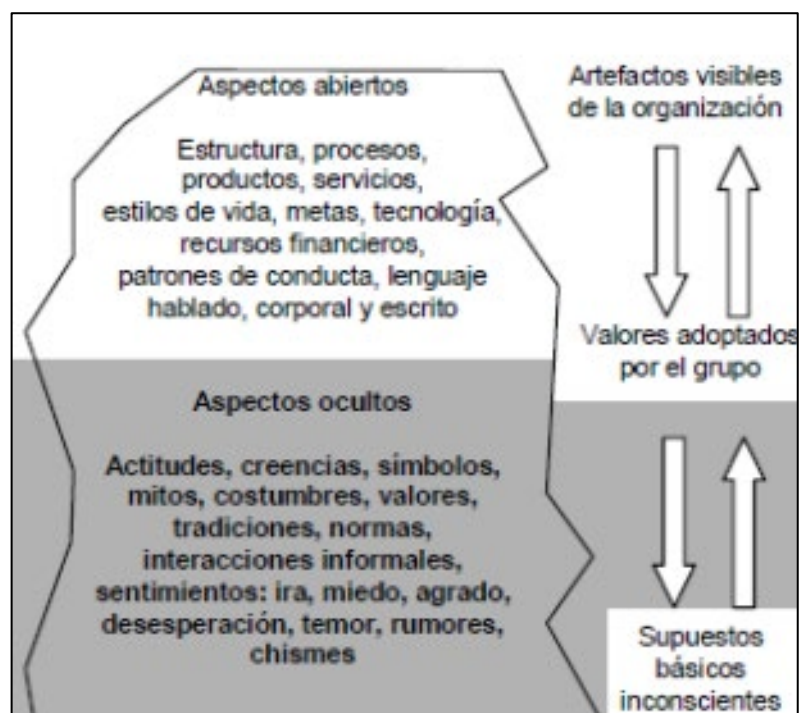 Aspectos abiertos
Estructura, procesos,
productos, servicios,
estilos de vida, metas, tecnología,
recursos financieros,
patrones de conducta, lenguaje
hablado, corporal y escrito
Aspectos ocultos
Actitudes, creencias, símbolos,
mitos, costumbres, valores,
tradiciones, normas,
interacciones informales,
sentimientos: ira, miedo, agrado,
desesperación, temor, rumores,
chismes
Artefactos visibles
de la organización
Valores adoptados
por el grupo
Supuestos
básicos
inconscientes